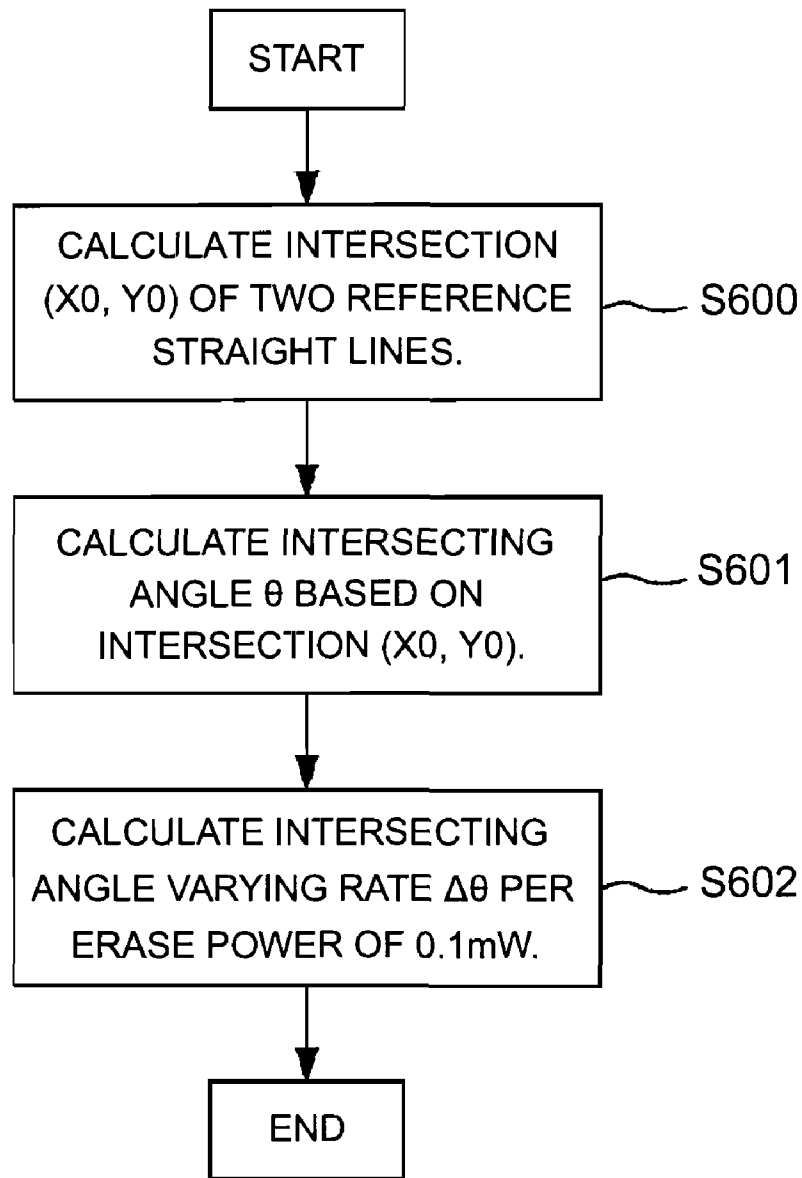 START
CALCULATE INTERSECTION
(X0, Y0) OF TWO REFERENCE
STRAIGHT LINES.
S600
CALCULATE INTERSECTING
ANGLE θ BASED ON
INTERSECTION (X0, Y0).
S601
CALCULATE INTERSECTING
ANGLE VARYING RATE Δθ PER
ERASE POWER OF 0.1mW.
S602
END